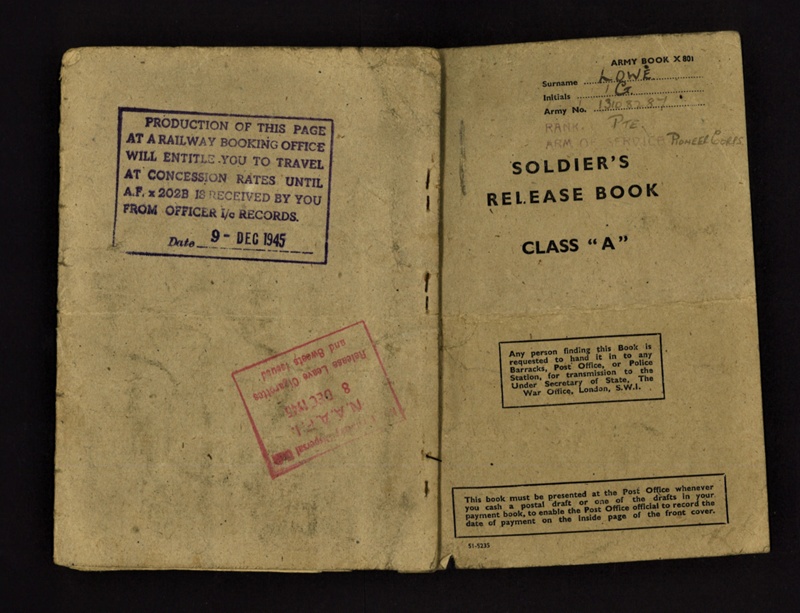 PRODUCTION OF THIS PAGE
AT A RAILWAY BOOKING OFFICE
WILL ENTITLE YOU TO TRAVEL
AT CONCESSION RATES UNTIL
A.F. x 202B IS RECEIVED BY YOU
FROM OFFICER i/c RECORDS.
Date 9 - DEC 1945
N.A.A.F.I.
8 DEC 1945
Release Leave Cigarettes
and Sweets Issued
ARMY BOOK X 801
Surname LOWE
Initials G.
Army No. 13108287
RANK. PTE.
ARM OF SERVICE PIONEER CORPS
SOLDIER'S
RELEASE BOOK
CLASS "A"
Any person finding this Book is
requested to hand it in to any
Barracks, Post Office, or Police
Station, for transmission to the
Under Secretary of State, The
War Office, London, S.W.1.
This book must be presented at the Post Office whenever
you cash a postal draft or one of the drafts in your
payment book, to enable the Post Office official to record the
date of payment on the inside page of the front cover.
51-5235